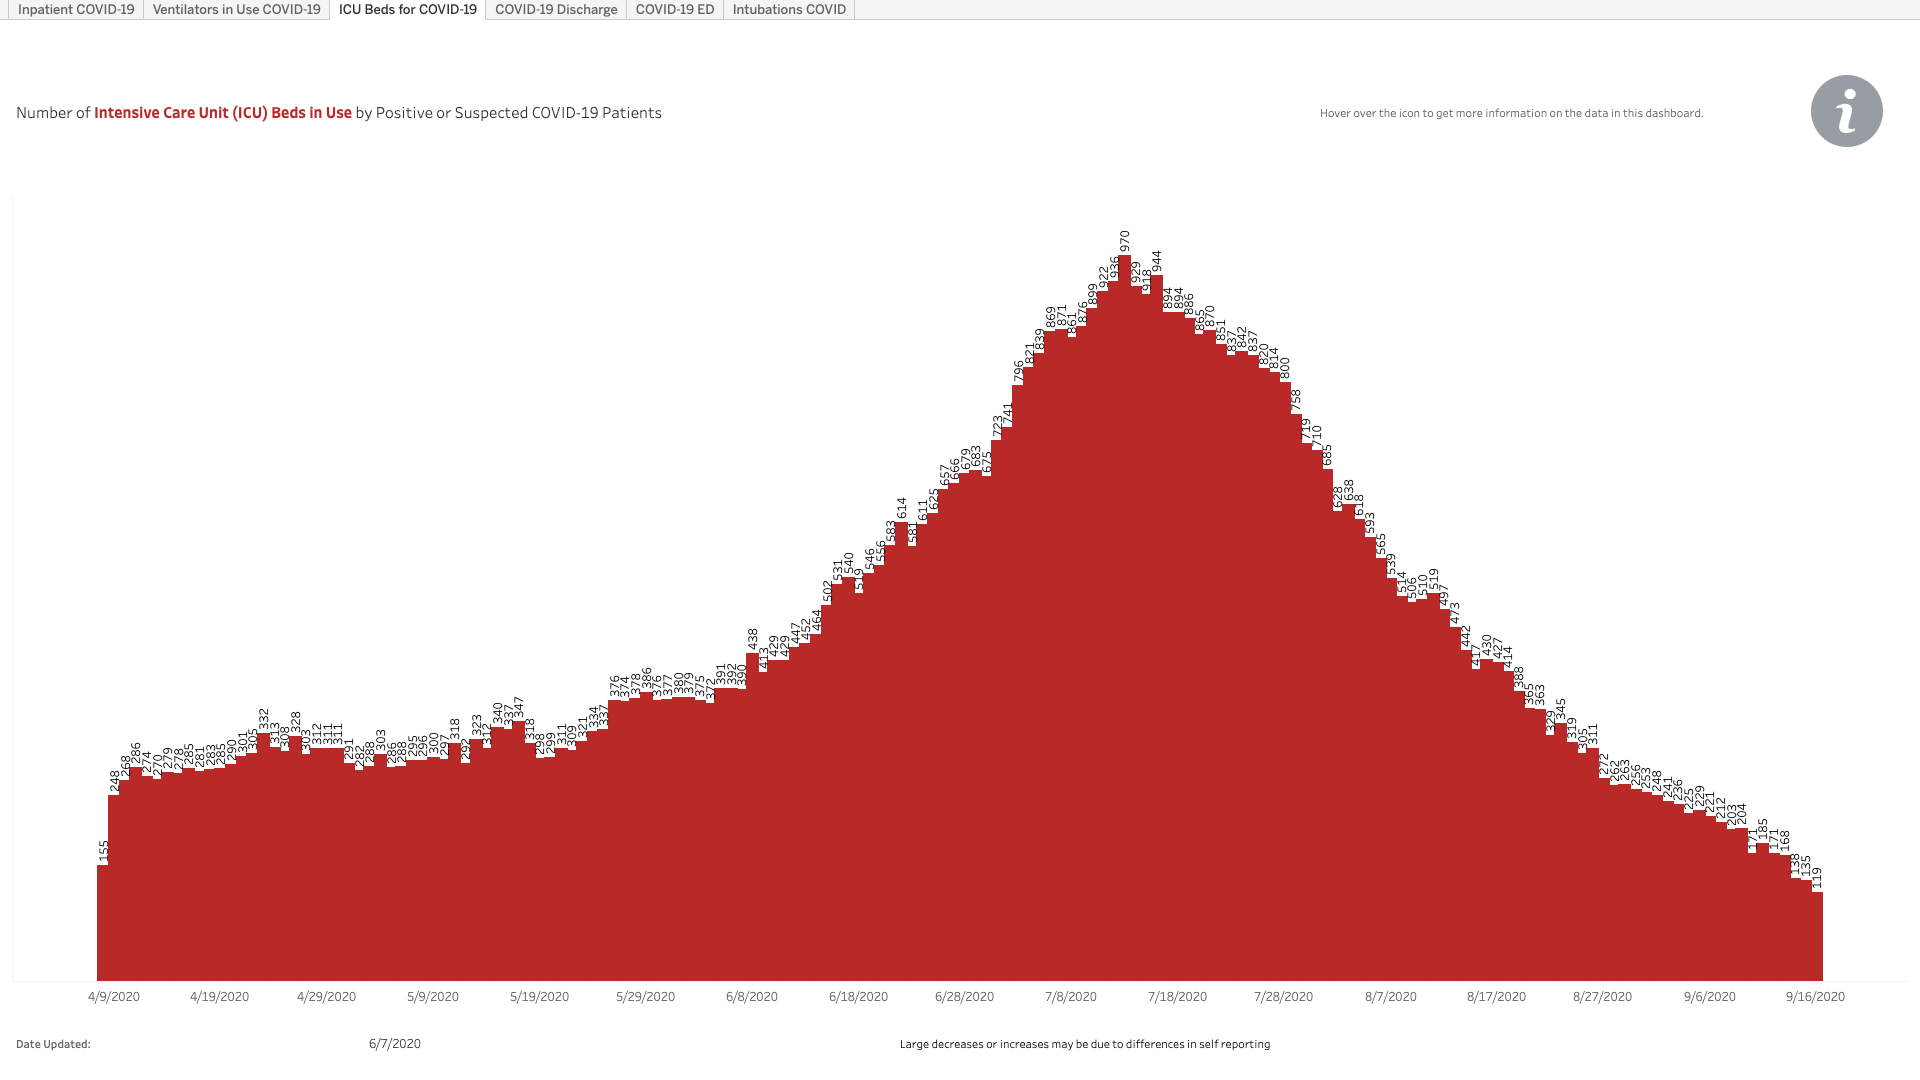 Inpatient COVID-19 Ventilators in Use COVID-19 ICU Beds for COVID-19 COVID-19 Discharge COVID-19 ED Intubations COVID
Number of Intensive Care Unit (ICU) Beds in Use by Positive or Suspected COVID-19 Patients
Hover over the icon to get more information on the data in this dashboard.
i
155 248 268 286 274 270 279 278 285 281 283 285 290 301 305 332 313 308 328 303 312 311 311 291 282 288 303 286 288 295 296 300 297 318 292 323 312 340 337 347 318 298 299 311 309 321 334 337 376 374 378 386 376 377 380 379 375 372 391 392 390 438 413 429 429 447 452 464 502 531 540 519 546 556 583 614 581 611 625 657 666 679 683 675 723 741 796 821 839 869 871 861 876 899 922 936 970 929 918 944 894 894 886 865 870 851 837 842 837 820 814 800 758 719 710 685 628 638 618 593 565 539 514 506 510 519 497 473 442 417 430 427 414 388 365 363 329 345 319 305 311 272 262 263 256 253 248 241 236 225 229 221 212 203 204 171 185 171 168 138 135 119
4/9/2020 4/19/2020 4/29/2020 5/9/2020 5/19/2020 5/29/2020 6/8/2020 6/18/2020 6/28/2020 7/8/2020 7/18/2020 7/28/2020 8/7/2020 8/17/2020 8/27/2020 9/6/2020 9/16/2020
Date Updated: 6/7/2020 Large decreases or increases may be due to differences in self reporting